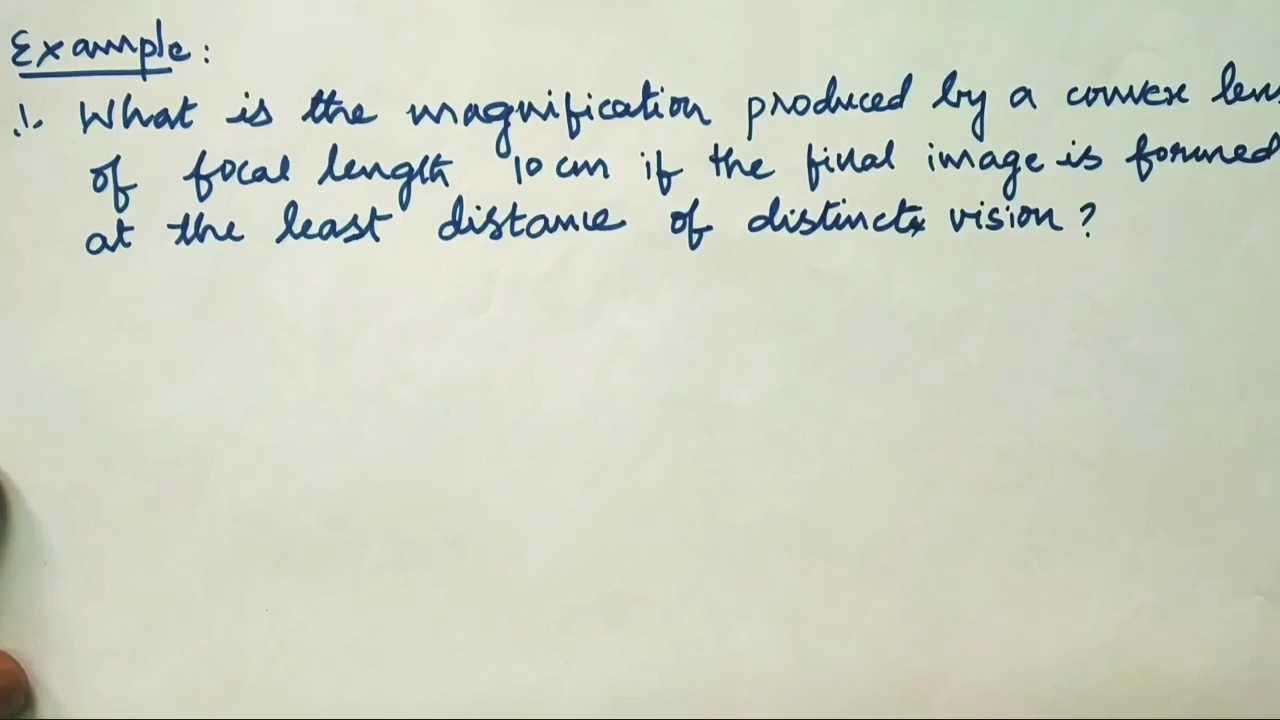 Example:
1. What is the magnification produced by a convex lens
of focal length 10 cm if the final image is formed
at the least distance of distinct vision?